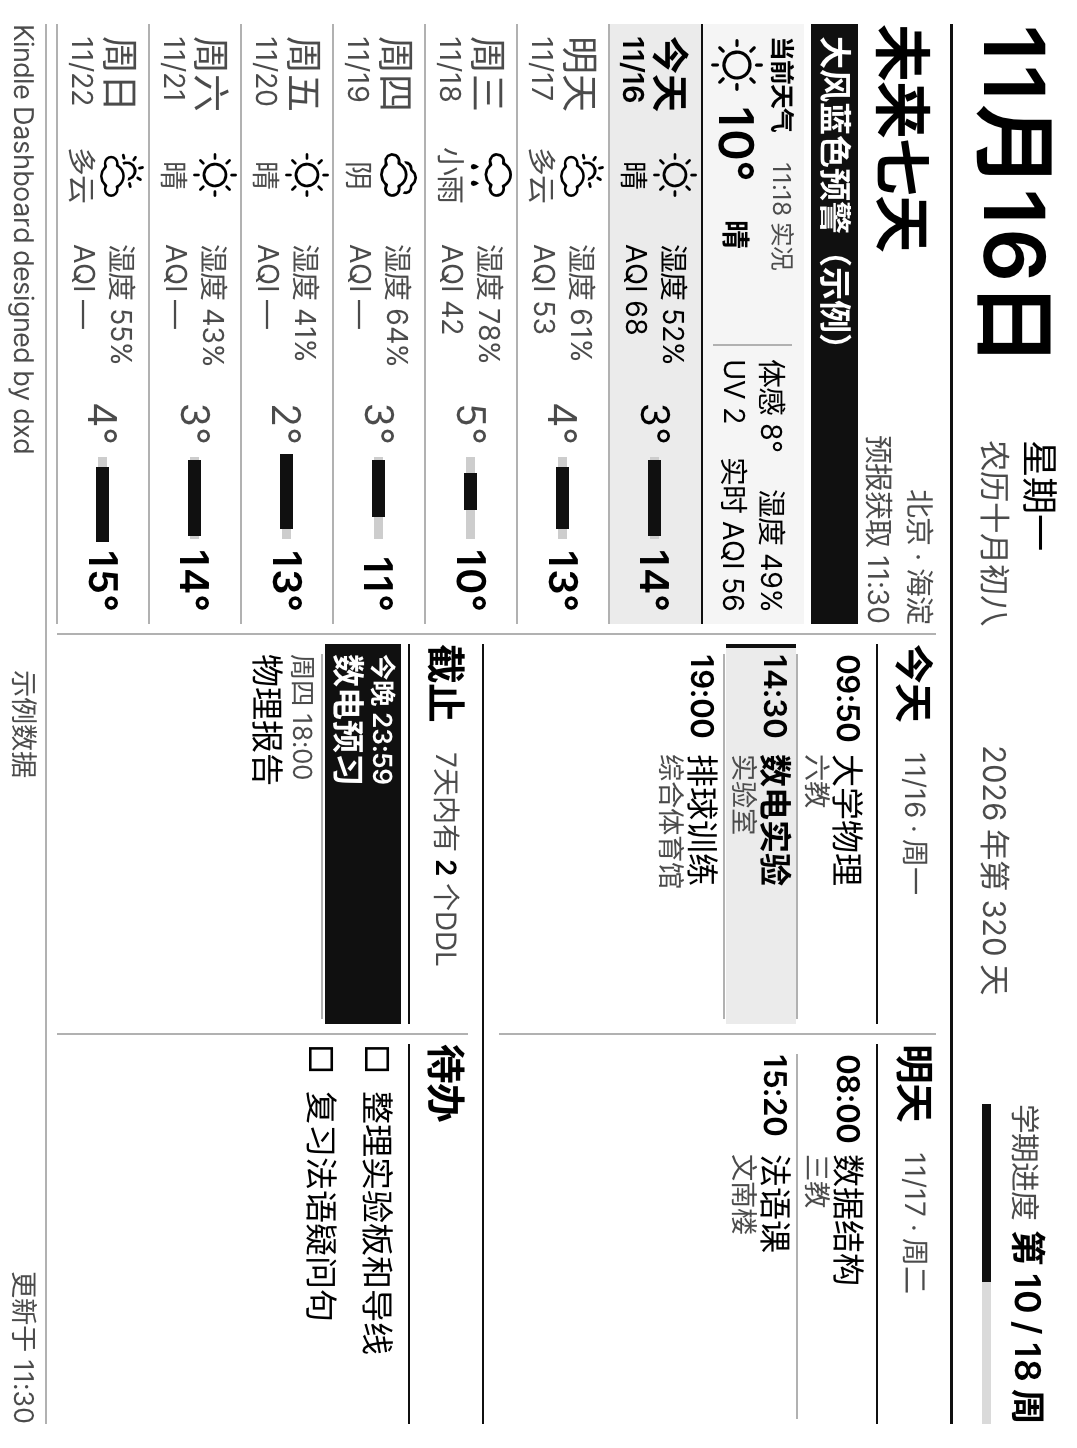 11月16日
星期一
农历十月初八
2026 年第 320 天
学期进度 第 10 / 18 周
未来七天
北京 · 海淀
预报获取 11:30
大风蓝色预警（示例）
当前天气 11:18 实况
10° 晴
体感 8° 湿度 49%
UV 2 实时 AQI 56
今天 晴 湿度 52% 3° 14°
11/16 AQI 68
明天 多云 湿度 61% 4° 13°
11/17 AQI 53
周三 小雨 湿度 78% 5° 10°
11/18 AQI 42
周四 阴 湿度 64% 3° 11°
11/19 AQI —
周五 晴 湿度 41% 2° 13°
11/20 AQI —
周六 晴 湿度 43% 3° 14°
11/21 AQI —
周日 多云 湿度 55% 4° 15°
11/22 AQI —
今天 11/16 · 周一
09:50 大学物理
六教
14:30 数电实验
实验室
19:00 排球训练
综合体育馆
明天 11/17 · 周二
08:00 数据结构
三教
15:20 法语课
文南楼
截止 7天内有 2 个DDL
今晚 23:59
数电预习
周四 18:00
物理报告
待办
整理实验板和导线
复习法语疑问句
Kindle Dashboard designed by dxd
示例数据
更新于 11:30